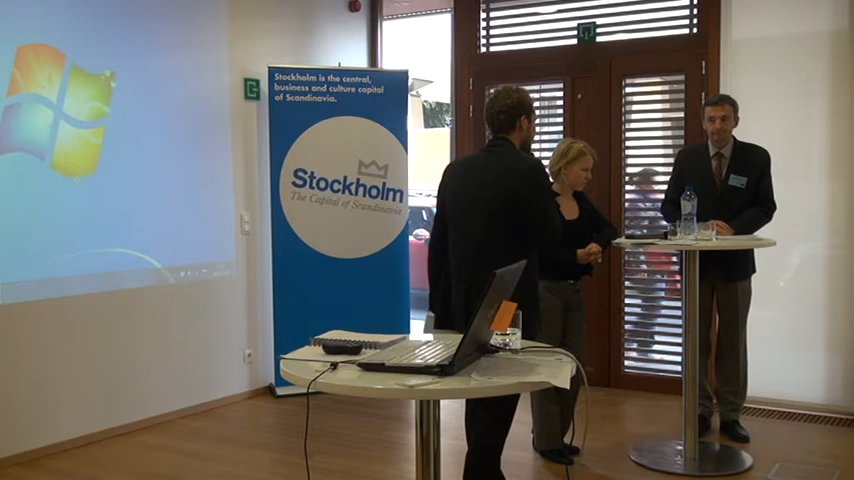 Stockholm is the central,
business and culture capital
of Scandinavia.
Stockholm
The Capital of Scandinavia